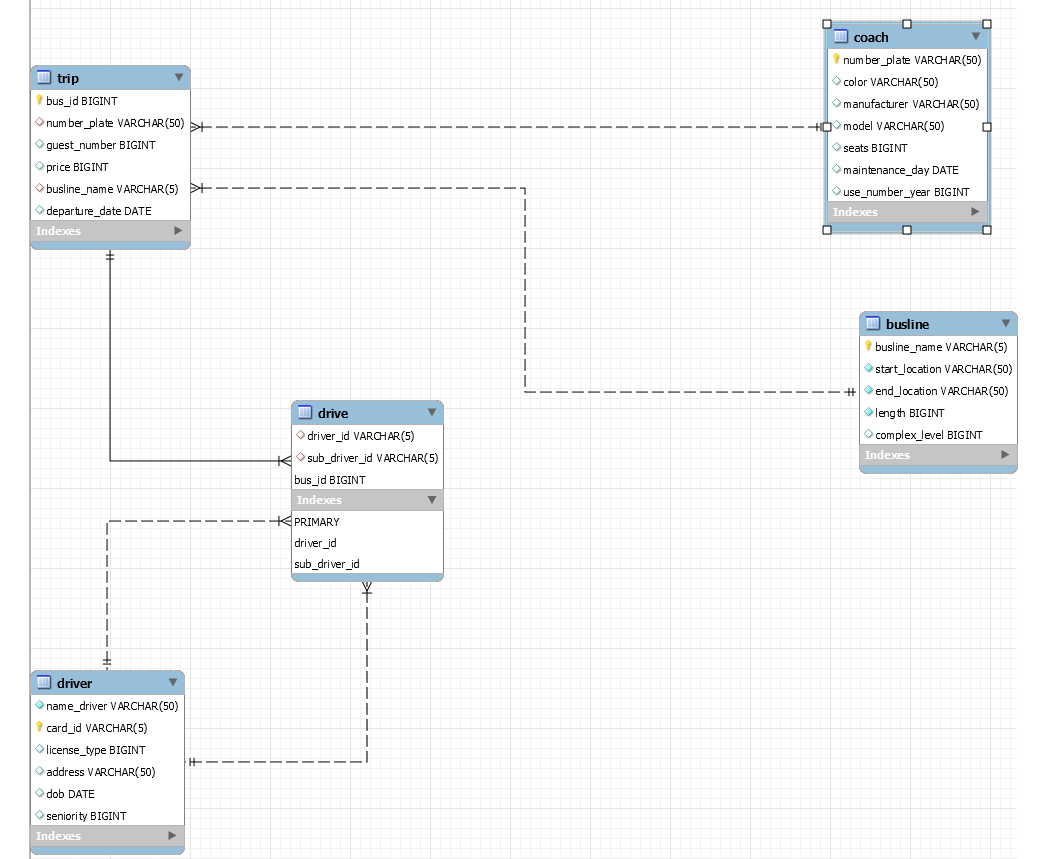 trip
bus_id BIGINT
number_plate VARCHAR(50)
guest_number BIGINT
price BIGINT
busline_name VARCHAR(5)
departure_date DATE
Indexes
coach
number_plate VARCHAR(50)
color VARCHAR(50)
manufacturer VARCHAR(50)
model VARCHAR(50)
seats BIGINT
maintenance_day DATE
use_number_year BIGINT
Indexes
busline
busline_name VARCHAR(5)
start_location VARCHAR(50)
end_location VARCHAR(50)
length BIGINT
complex_level BIGINT
Indexes
drive
driver_id VARCHAR(5)
sub_driver_id VARCHAR(5)
bus_id BIGINT
Indexes
PRIMARY
driver_id
sub_driver_id
driver
name_driver VARCHAR(50)
card_id VARCHAR(5)
license_type BIGINT
address VARCHAR(50)
dob DATE
seniority BIGINT
Indexes